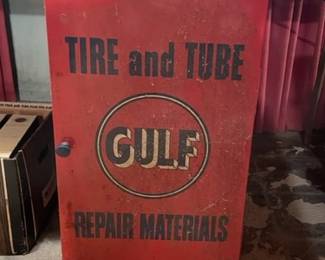 TIRE and TUBE
GULF
REPAIR MATERIALS